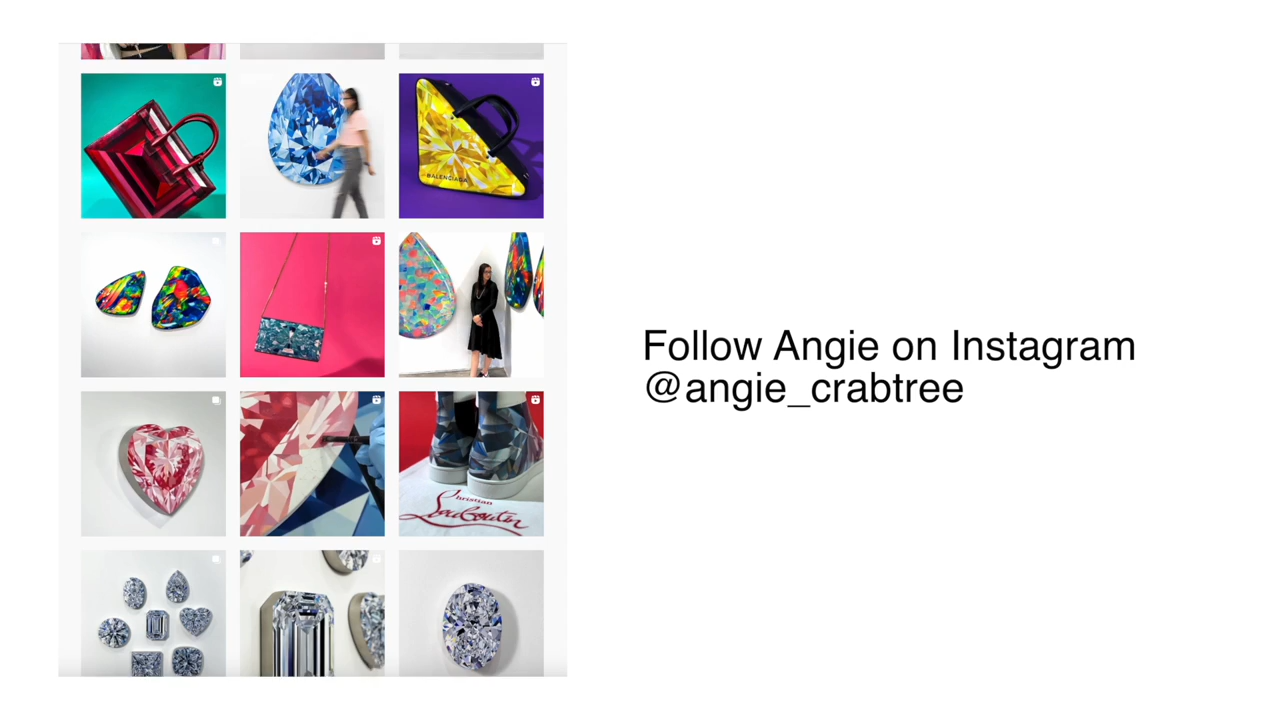 BALENCIAGA
Christian
Louboutin
Follow Angie on Instagram
@angie_crabtree